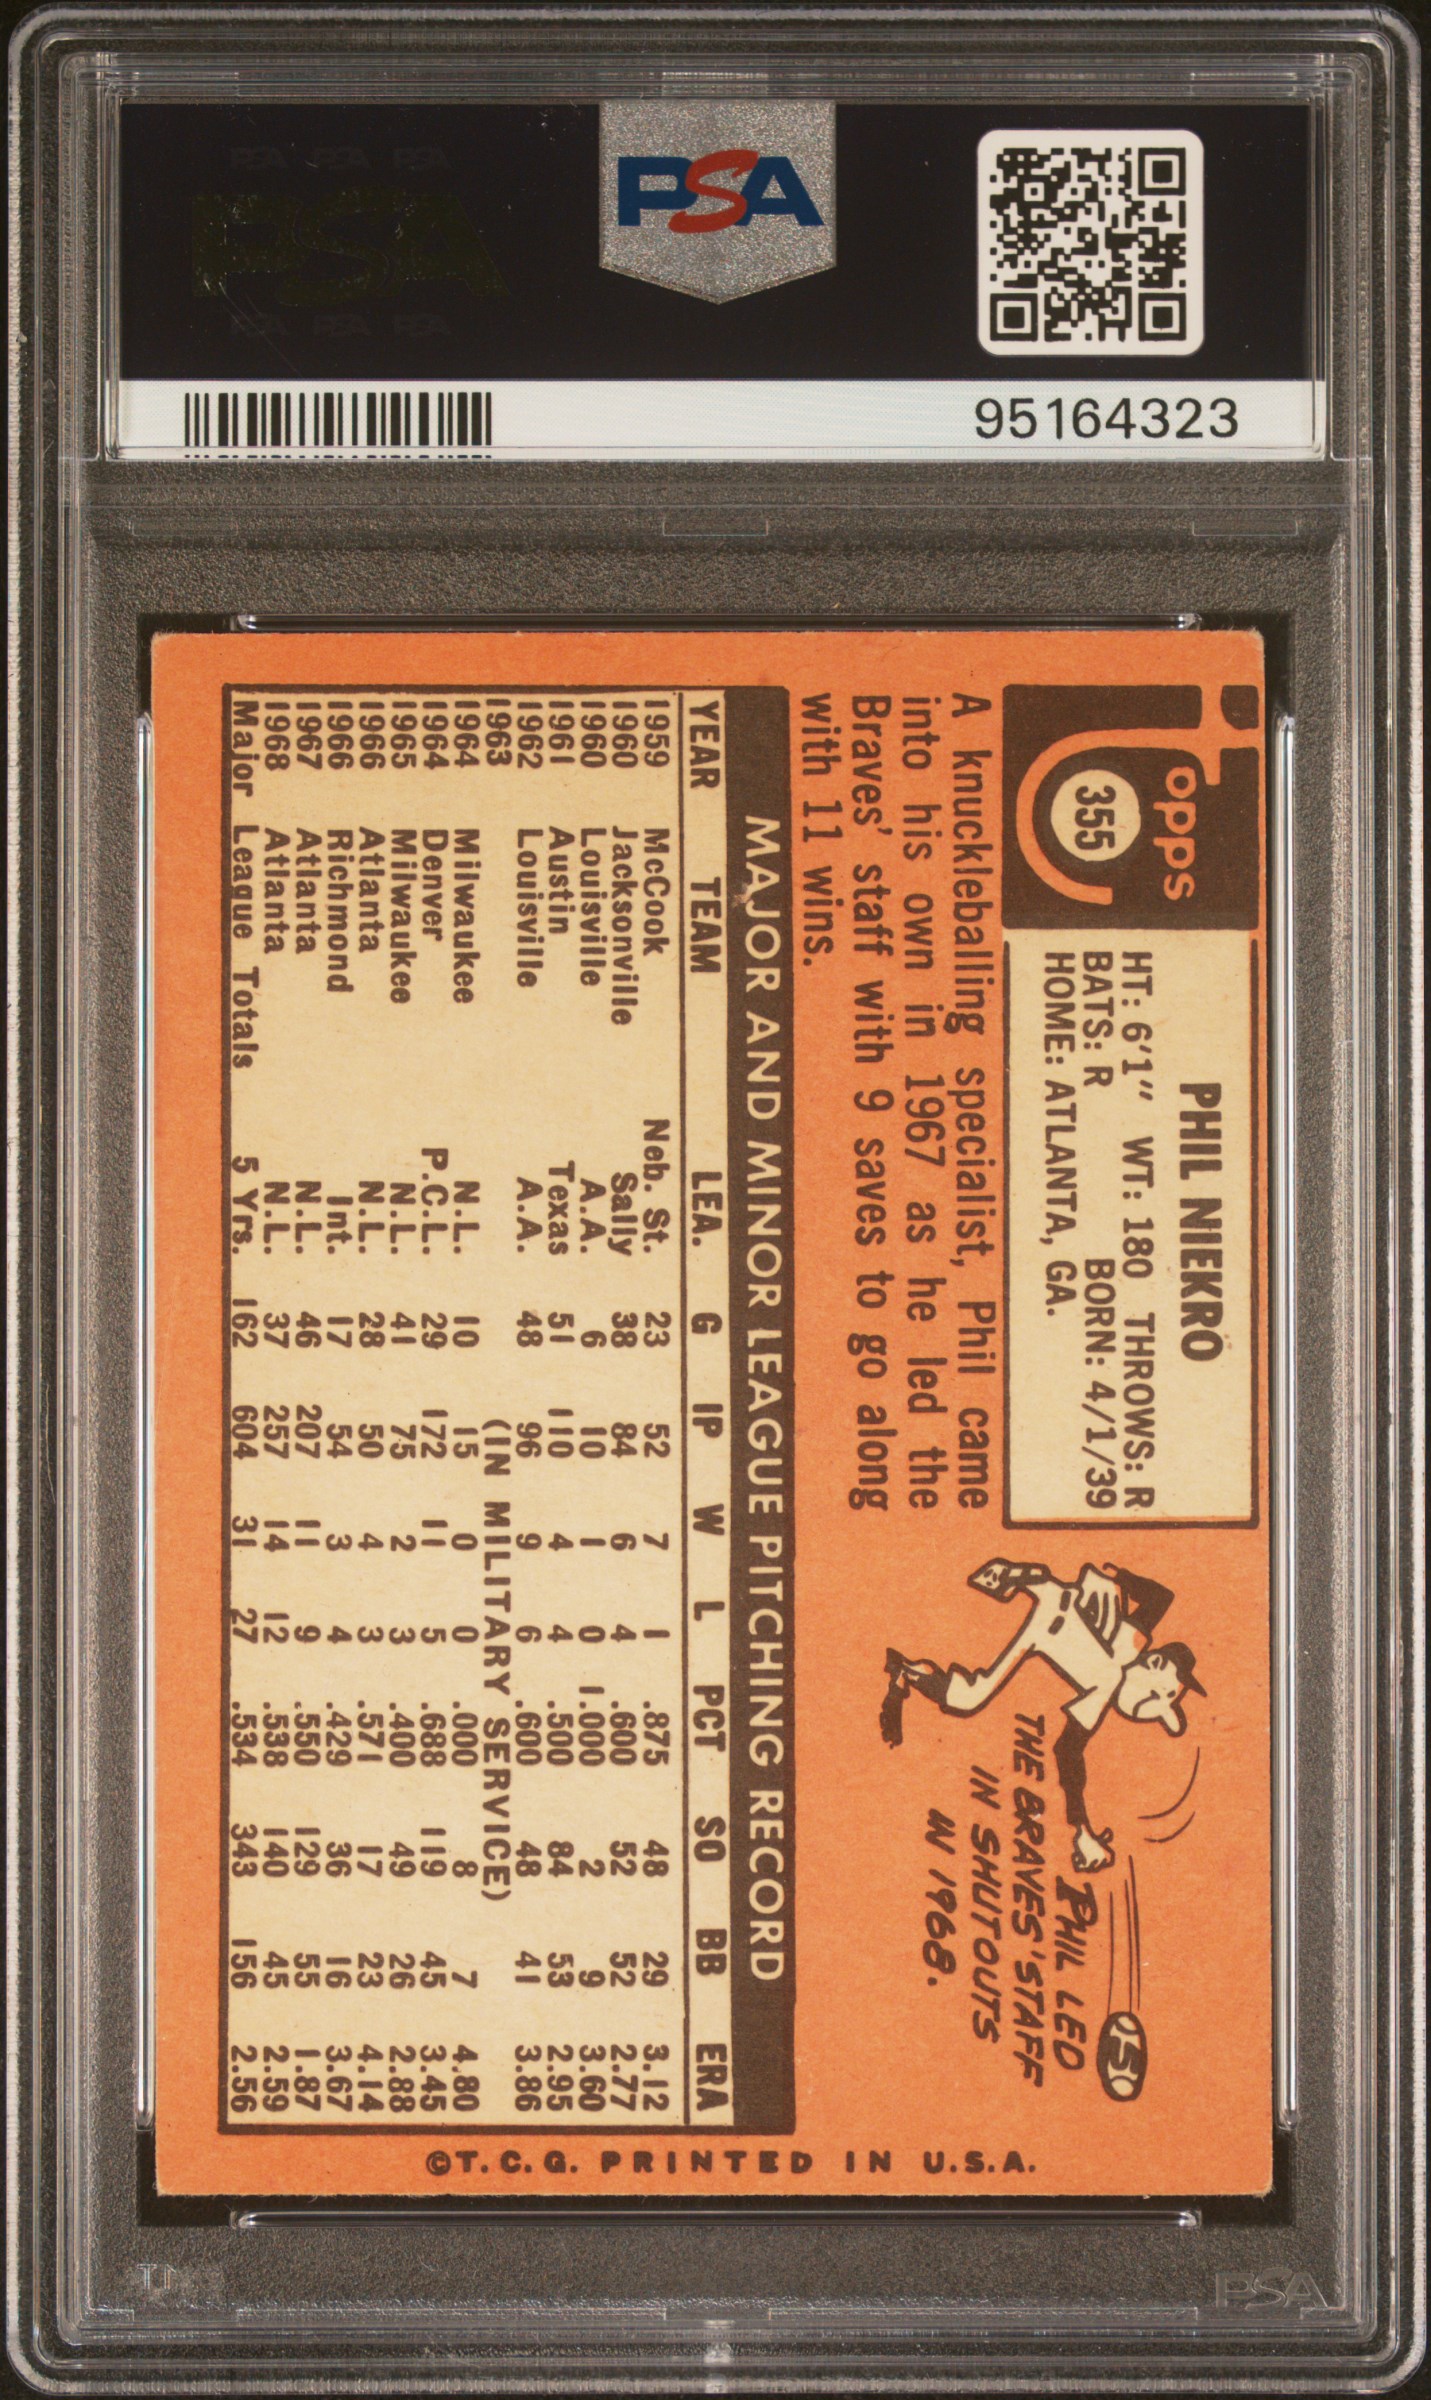 PSA
PSA PSA PSA
PSA
PSA PSA PSA
95164323
Topps
355
PHIL NIEKRO
HT: 6'1" WT: 180 THROWS: R
BATS: R BORN: 4/1/39
HOME: ATLANTA, GA.
A knuckleballing specialist, Phil came
into his own in 1967 as he led the
Braves' staff with 9 saves to go along
with 11 wins.
PHIL LED
THE BRAVES' STAFF
IN SHUTOUTS
IN 1968.
5
MAJOR AND MINOR LEAGUE PITCHING RECORD
YEAR TEAM LEA. G IP W L PCT SO BB ERA
1959 McCook Neb. St. 23 52 7 1 .875 48 29 3.12
1960 Jacksonville Sally 38 84 6 4 .600 52 52 2.77
1960 Louisville A.A. 6 10 1 0 1.000 2 9 3.60
1961 Austin Texas 51 110 4 4 .500 84 53 2.95
1962 Louisville A.A. 48 96 9 6 .600 48 41 3.86
1963 (IN MILITARY SERVICE)
1964 Milwaukee N.L. 10 15 0 0 .000 8 7 4.80
1964 Denver P.C.L. 29 172 11 5 .688 119 45 3.45
1965 Milwaukee N.L. 41 75 2 3 .400 49 26 2.88
1966 Atlanta N.L. 28 50 4 3 .571 17 23 4.14
1966 Richmond Int. 17 54 3 4 .429 36 16 3.67
1967 Atlanta N.L. 46 207 11 9 .550 129 55 1.87
1968 Atlanta N.L. 37 257 14 12 .538 140 45 2.59
Major League Totals 5 Yrs. 162 604 31 27 .534 343 156 2.56
©T.C.G. PRINTED IN U.S.A.
PSA